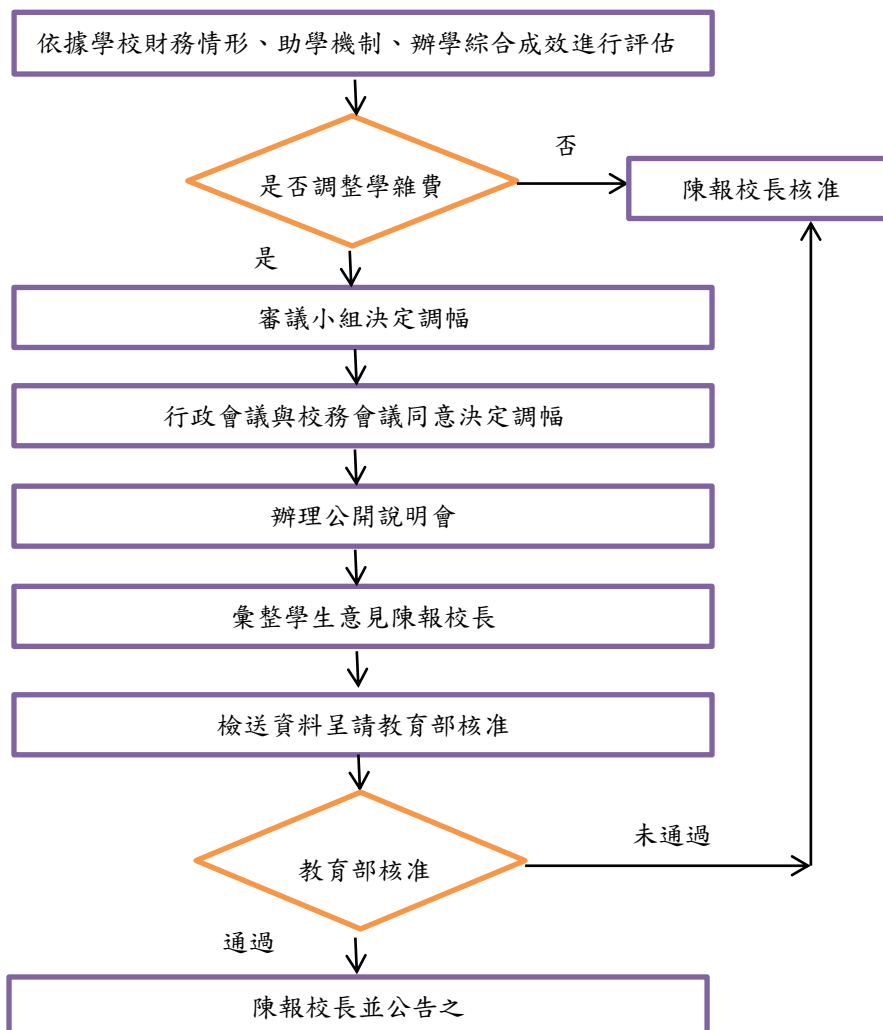 依據學校財務情形、助學機制、辦學綜合成效進行評估
是否調整學雜費
否
陳報校長核准
是
審議小組決定調幅
行政會議與校務會議同意決定調幅
辦理公開說明會
彙整學生意見陳報校長
檢送資料呈請教育部核准
教育部核准
未通過
通過
陳報校長並公告之